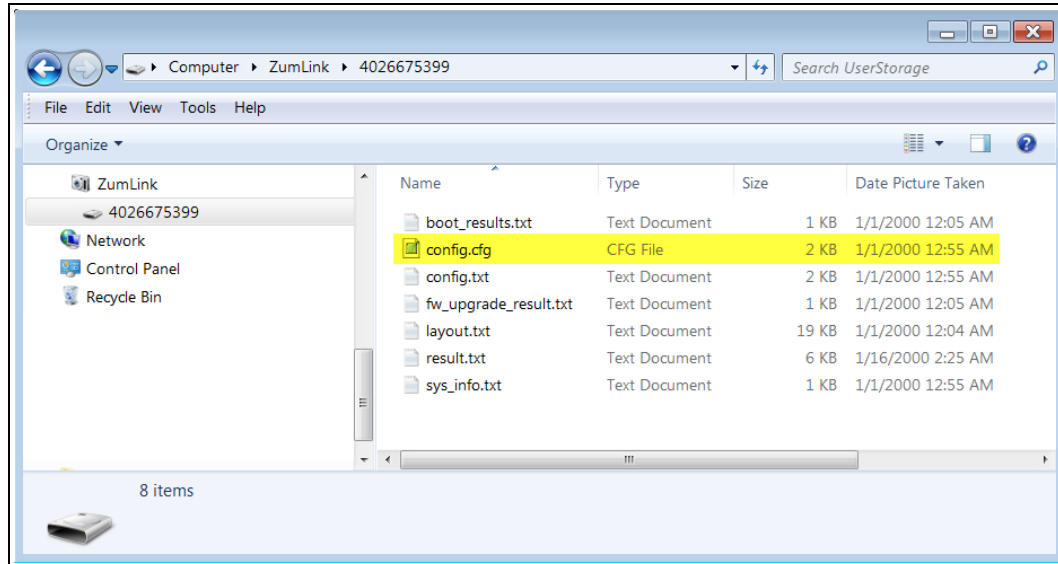 Computer ZumLink 4026675399 Search UserStorage
File Edit View Tools Help
Organize
ZumLink
4026675399
Network
Control Panel
Recycle Bin
Name Type Size Date Picture Taken
boot_results.txt Text Document 1 KB 1/1/2000 12:05 AM
config.cfg CFG File 2 KB 1/1/2000 12:55 AM
config.txt Text Document 2 KB 1/1/2000 12:55 AM
fw_upgrade_result.txt Text Document 1 KB 1/1/2000 12:05 AM
layout.txt Text Document 19 KB 1/1/2000 12:04 AM
result.txt Text Document 6 KB 1/16/2000 2:25 AM
sys_info.txt Text Document 1 KB 1/1/2000 12:55 AM
8 items